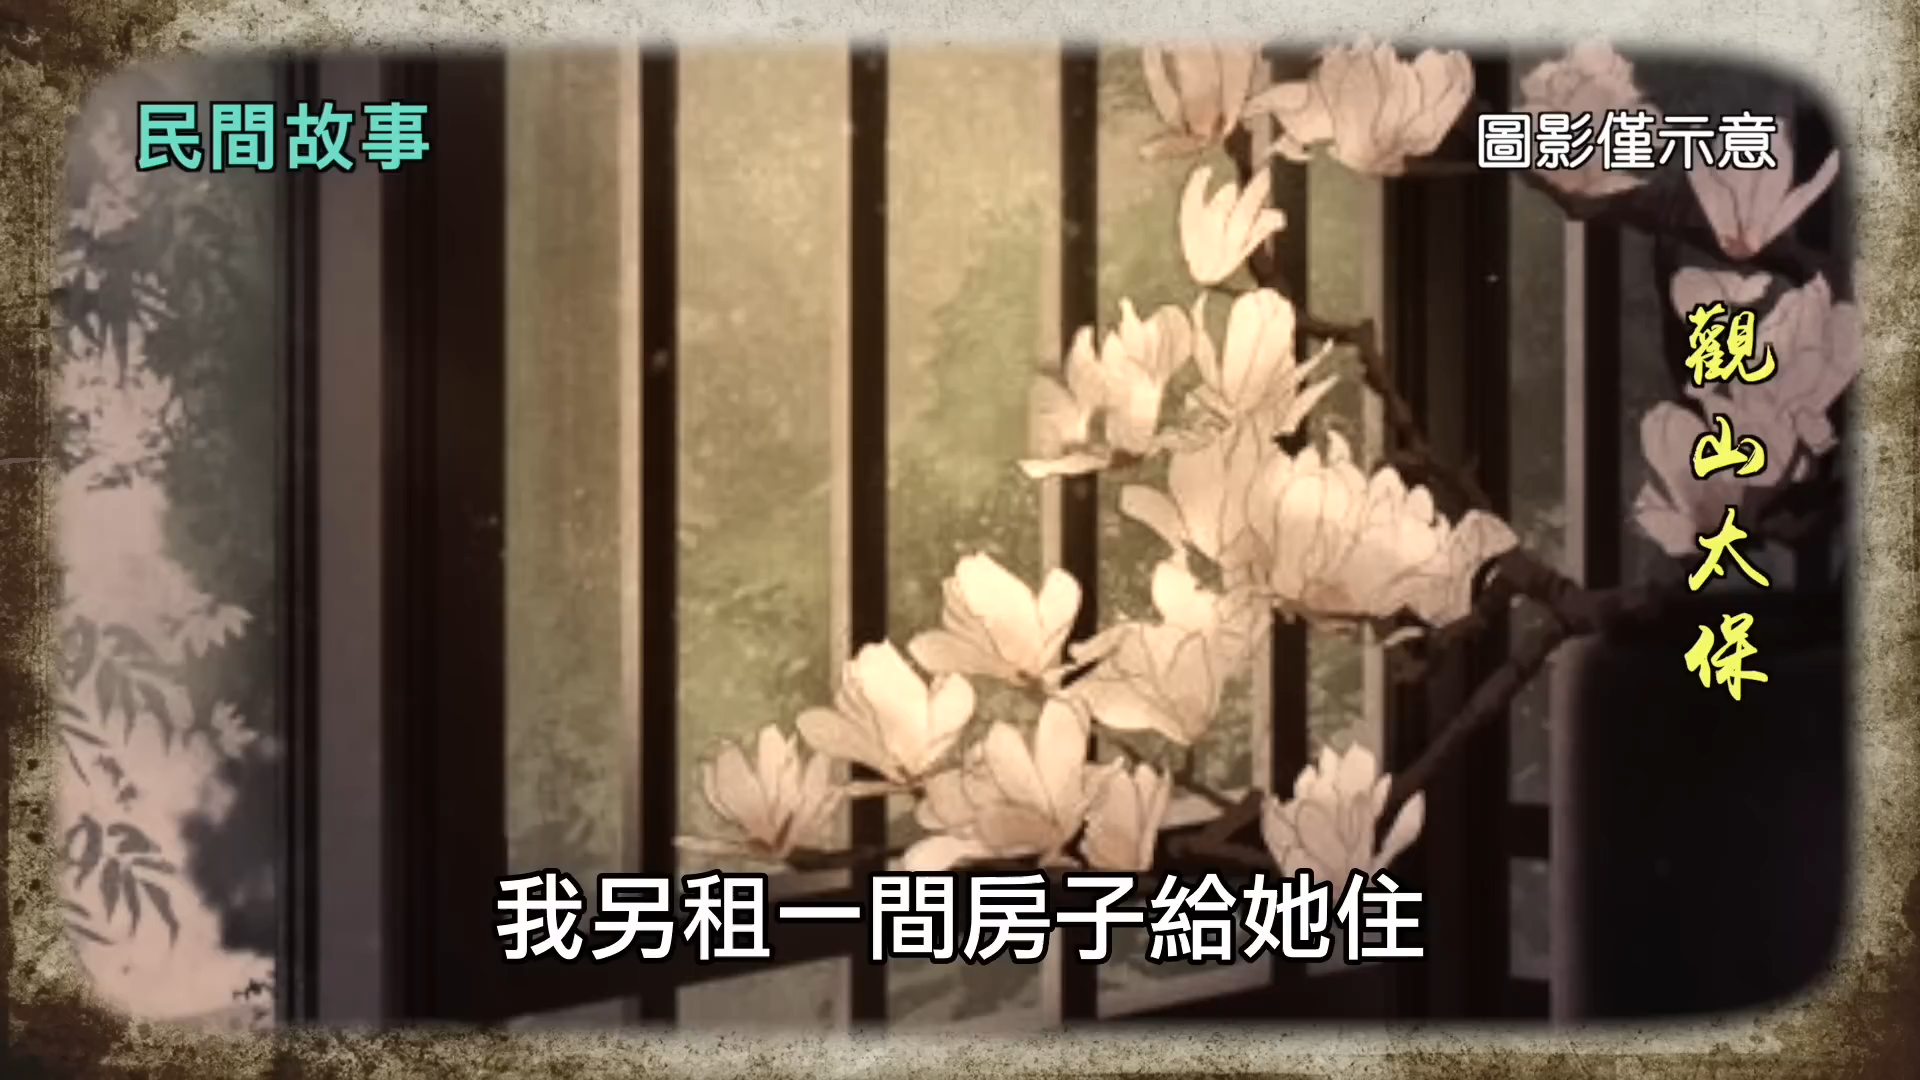 民間故事
圖影僅示意
觀山太保
我另租一間房子給她住